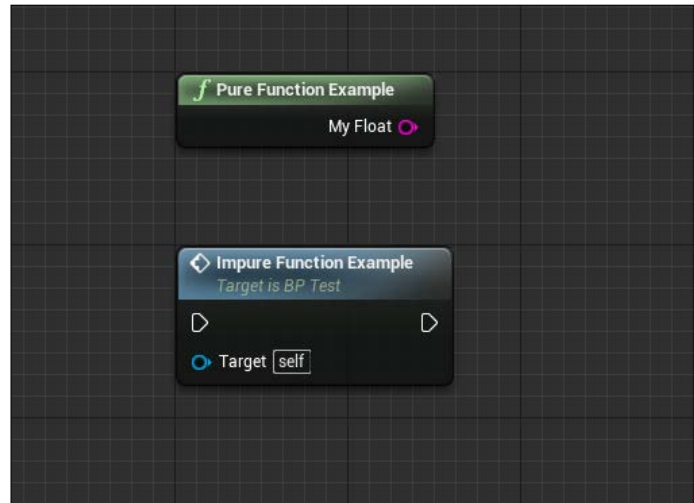 f Pure Function Example
My Float
Impure Function Example
Target is BP Test
Target self